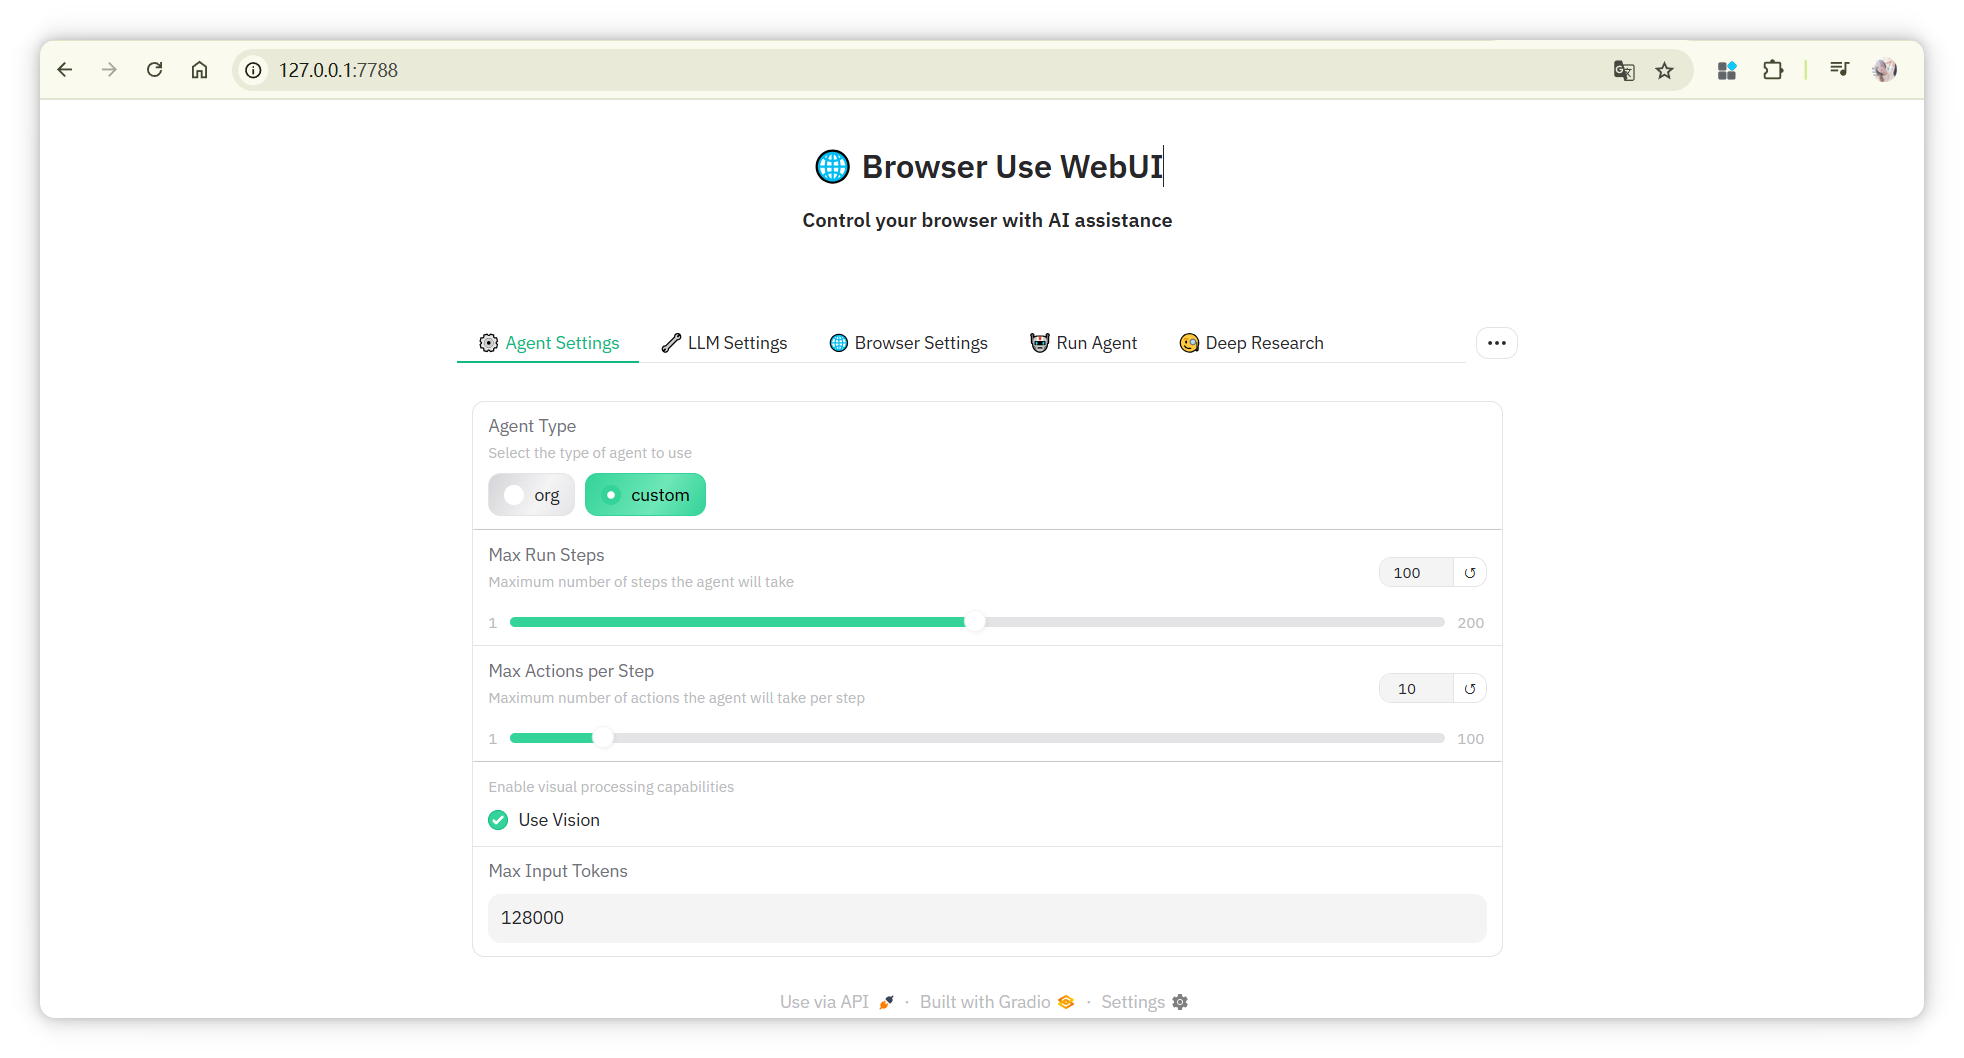 127.0.0.1:7788
Browser Use WebUI
Control your browser with AI assistance
Agent Settings LLM Settings Browser Settings Run Agent Deep Research
Agent Type
Select the type of agent to use
org custom
Max Run Steps
Maximum number of steps the agent will take
100
1 200
Max Actions per Step
Maximum number of actions the agent will take per step
10
1 100
Enable visual processing capabilities
Use Vision
Max Input Tokens
128000
Use via API · Built with Gradio · Settings